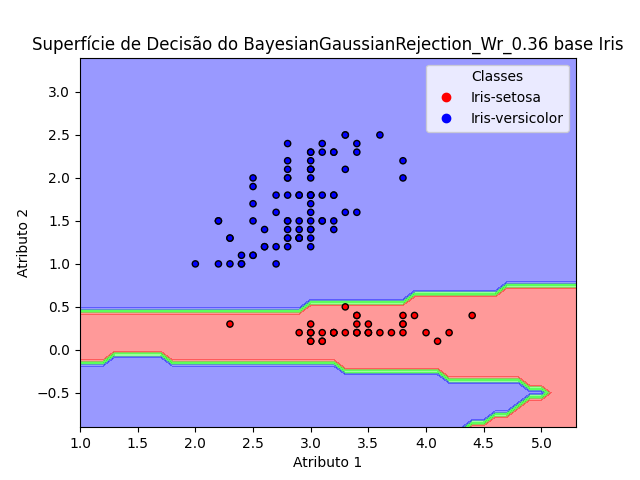 Superfície de Decisão do BayesianGaussianRejection_Wr_0.36 base Iris
Classes
Iris-setosa
Iris-versicolor
Atributo 2
3.0
2.5
2.0
1.5
1.0
0.5
0.0
−0.5
1.0 1.5 2.0 2.5 3.0 3.5 4.0 4.5 5.0
Atributo 1